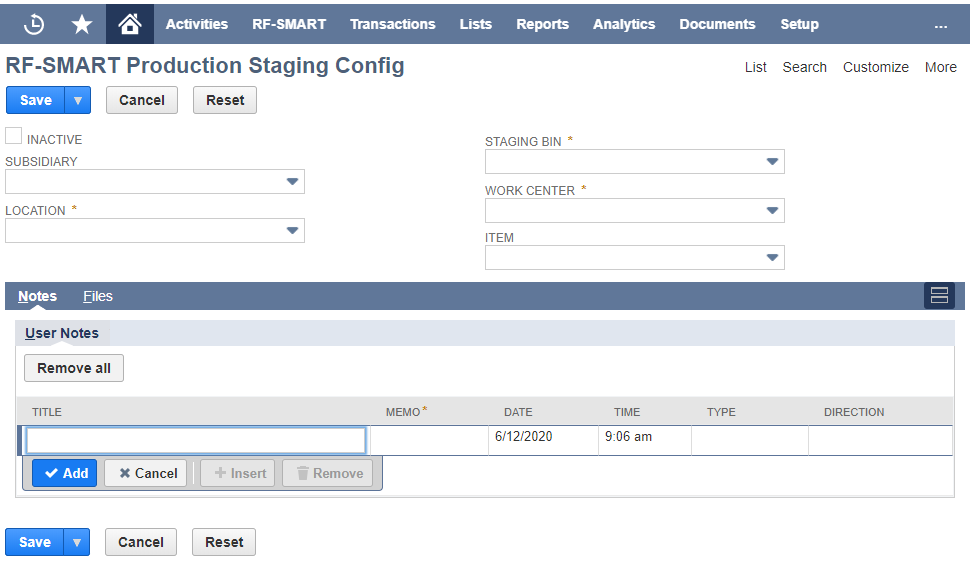 Activities RF-SMART Transactions Lists Reports Analytics Documents Setup ...
RF-SMART Production Staging Config
List Search Customize More
Save Cancel Reset
INACTIVE
SUBSIDIARY
LOCATION *
STAGING BIN *
WORK CENTER *
ITEM
Notes Files
User Notes
Remove all
TITLE MEMO* DATE TIME TYPE DIRECTION
6/12/2020 9:06 am
Add Cancel Insert Remove
Save Cancel Reset